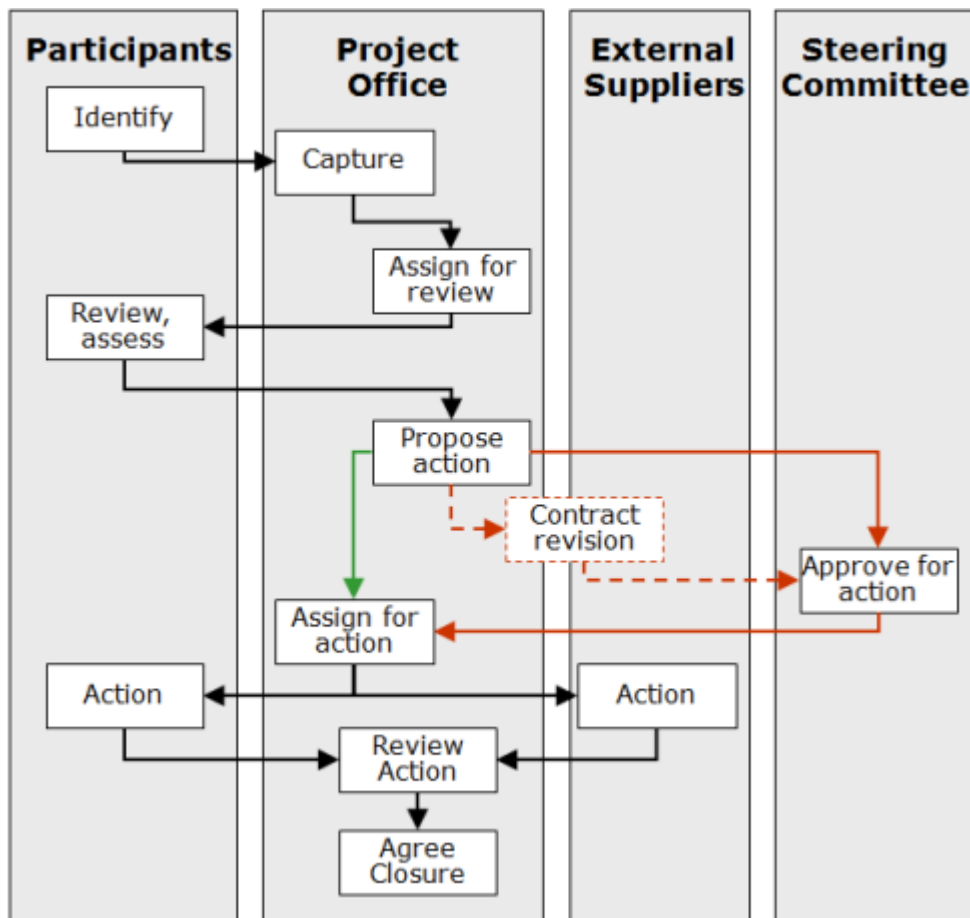 Participants
Project
Office
External
Suppliers
Steering
Committee
Identify
Capture
Assign for
review
Review,
assess
Propose
action
Contract
revision
Approve for
action
Assign for
action
Action
Action
Review
Action
Agree
Closure